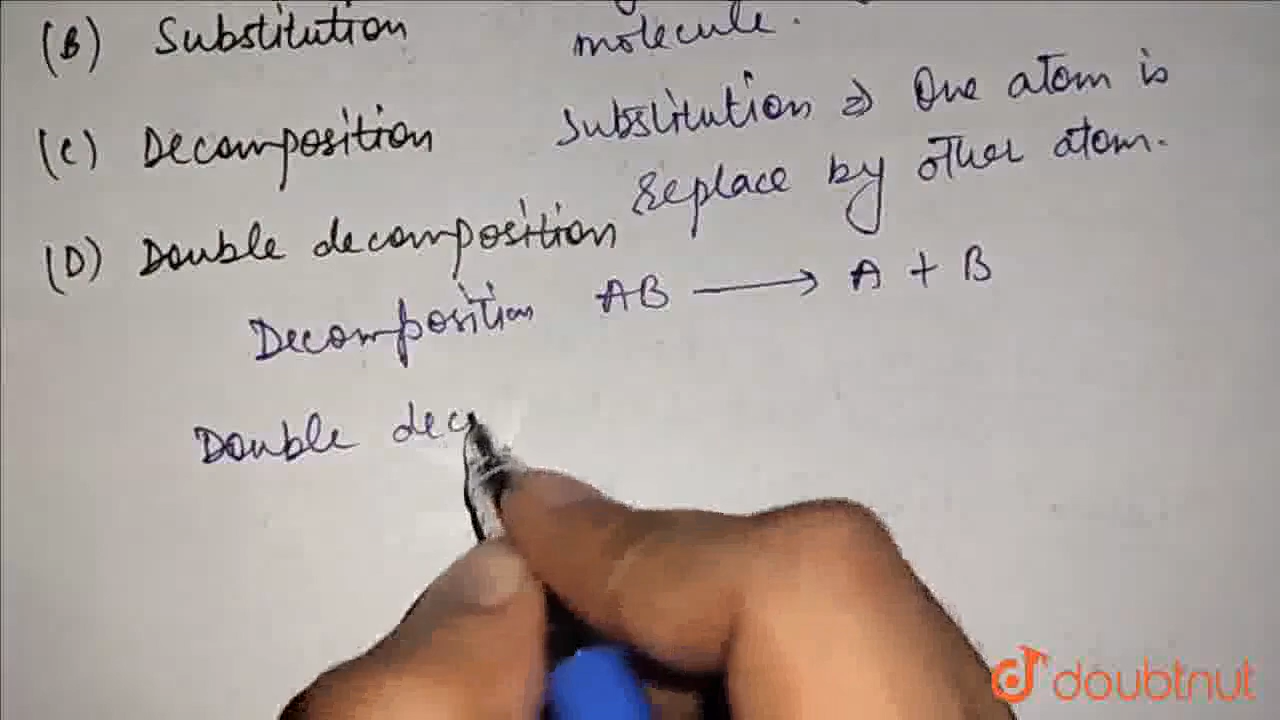 (B) Substitution
molecule.
(C) Decomposition
Substitution ⇒ One atom is
Replace by other atom.
(D) Double decomposition
Decomposition AB ⟶ A + B
Double dec
doubtnut